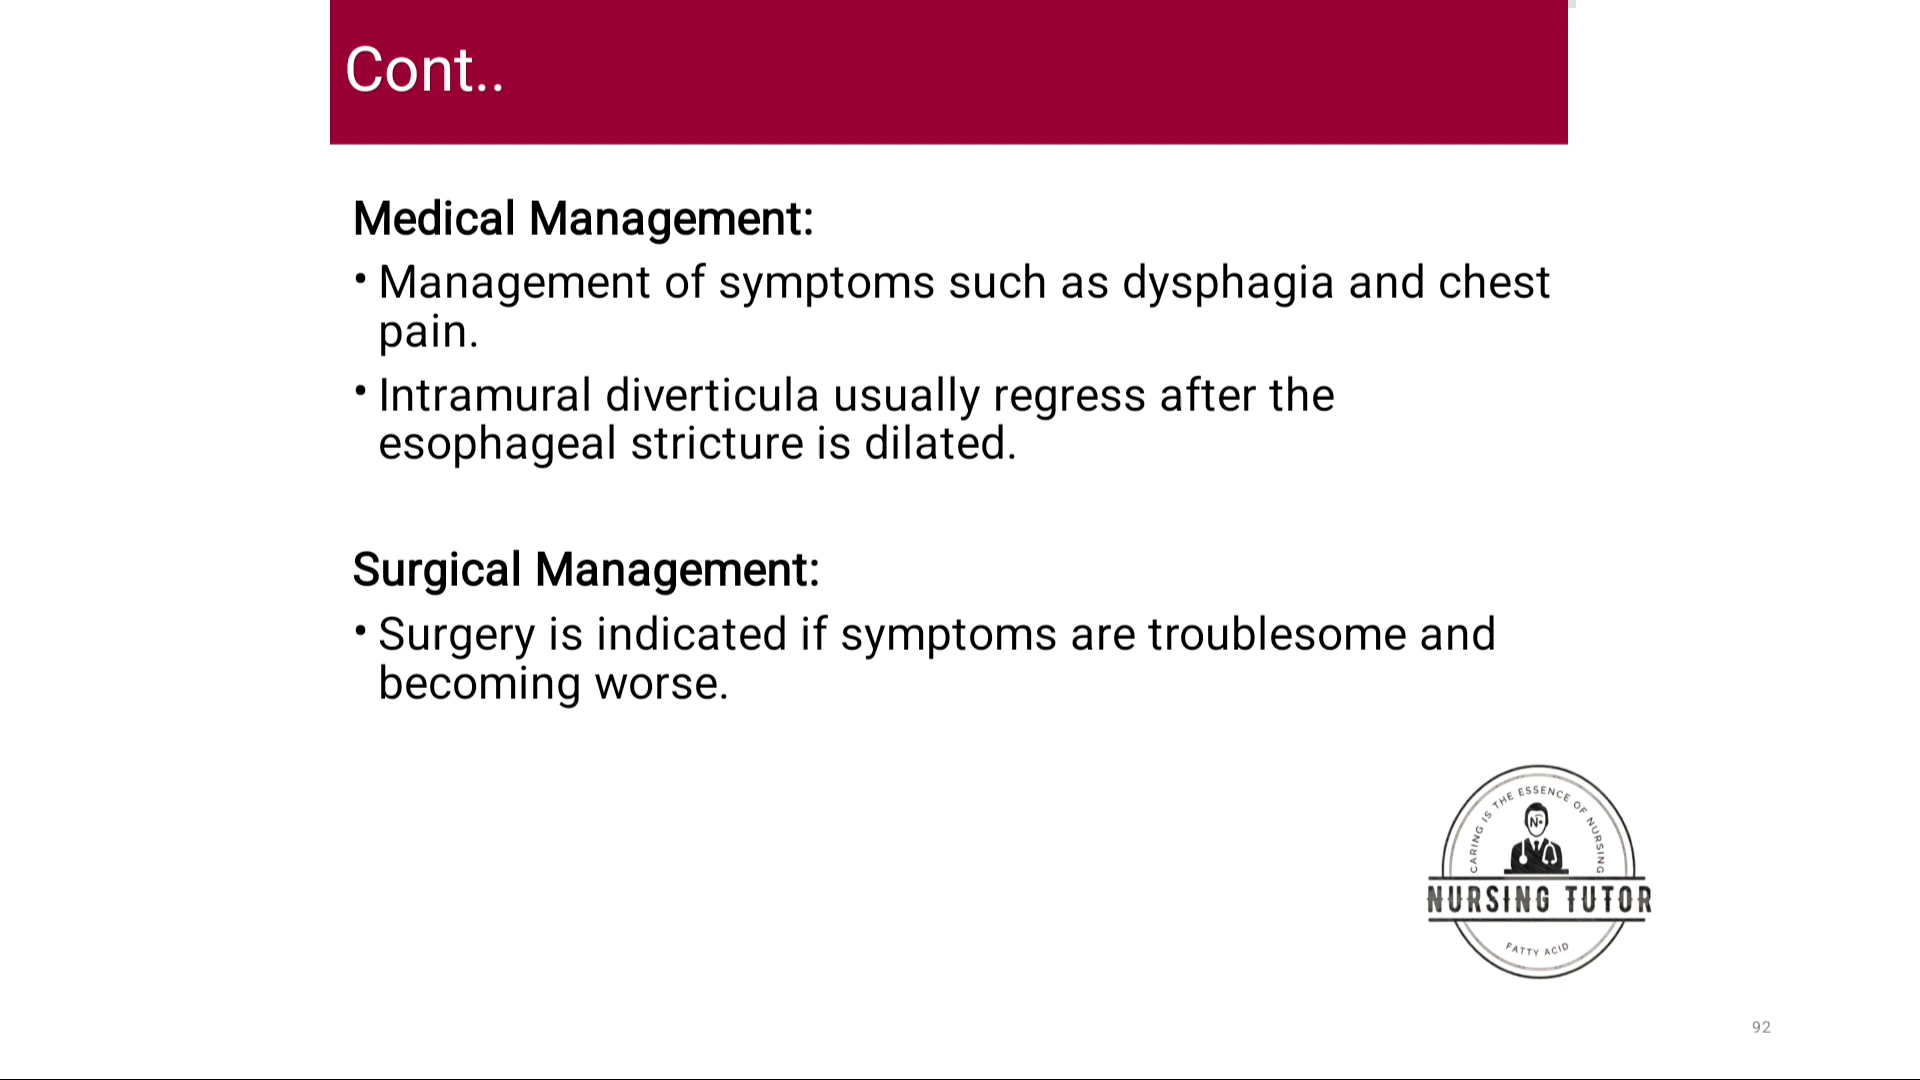 Cont..
Medical Management:
• Management of symptoms such as dysphagia and chest
pain.
• Intramural diverticula usually regress after the
esophageal stricture is dilated.
Surgical Management:
• Surgery is indicated if symptoms are troublesome and
becoming worse.
CARING IS THE ESSENCE OF NURSING
N
NURSING TUTOR
FATTY ACID
92